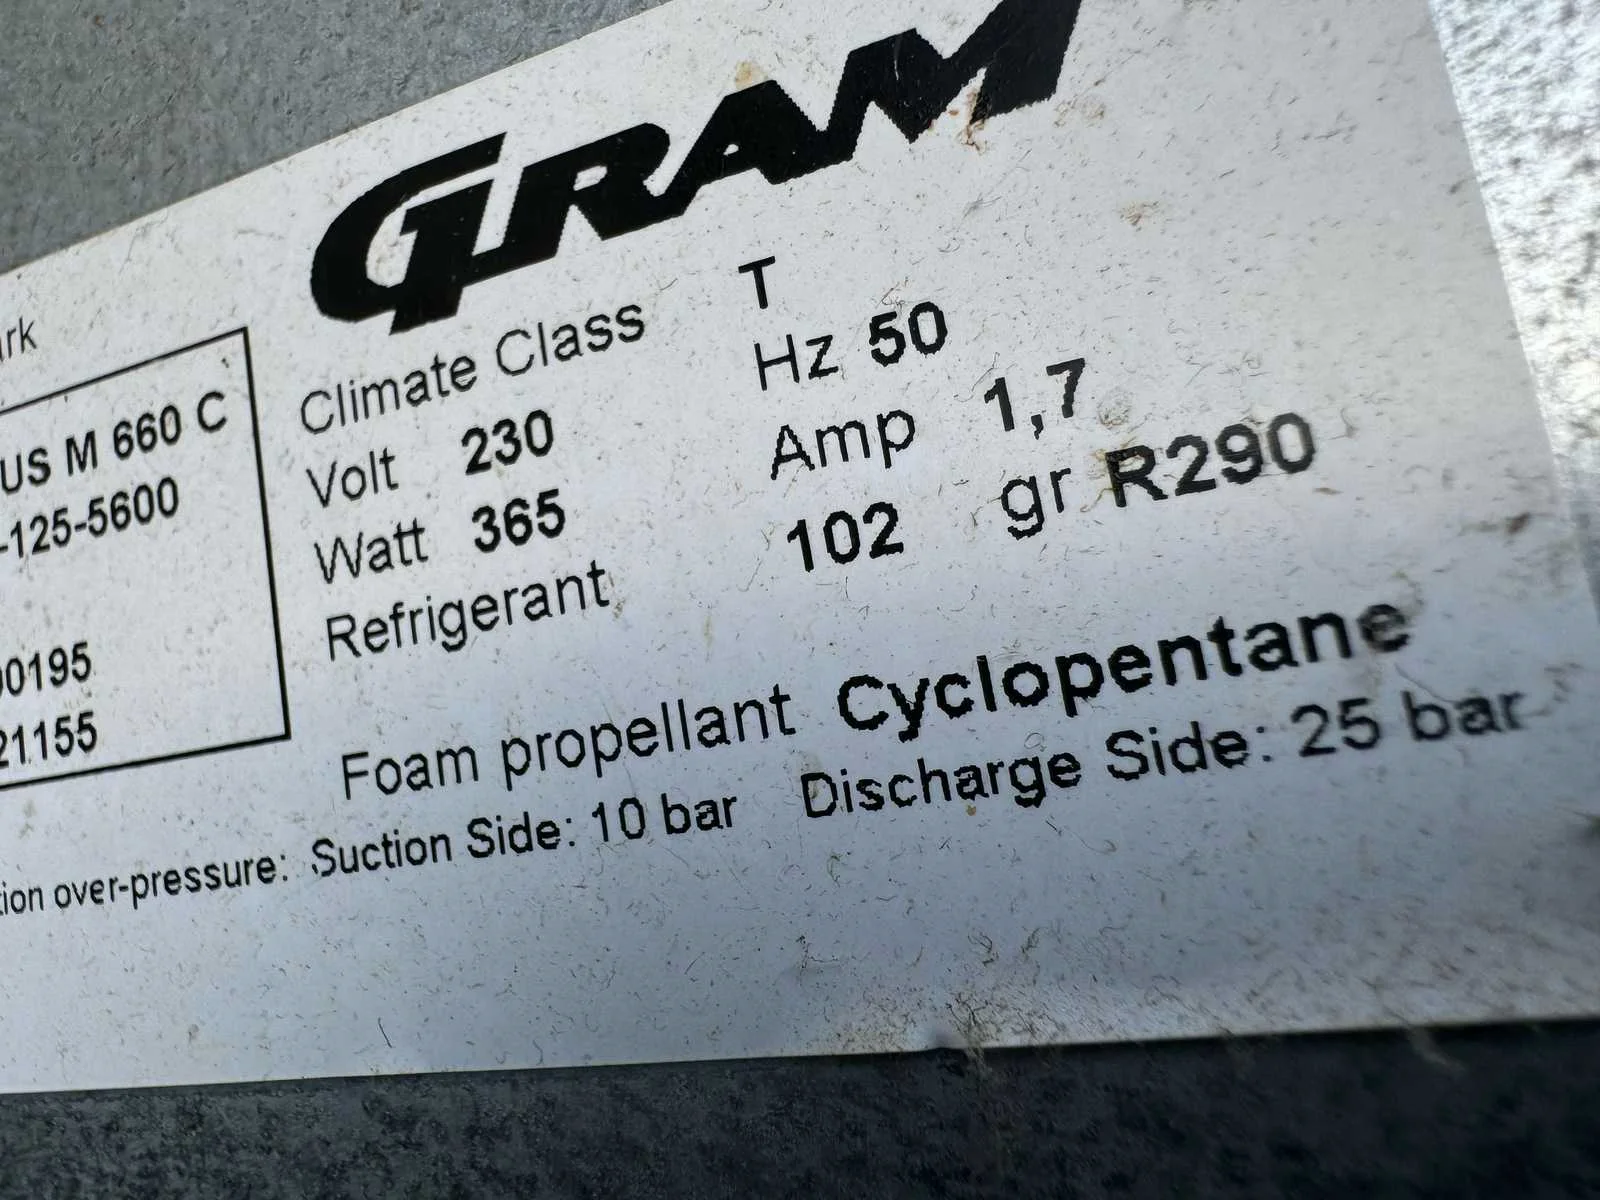 GRAM
rk
US M 660 C
-125-5600
00195
21155
Climate Class T
Volt 230 Hz 50
Watt 365 Amp 1,7
Refrigerant 102 gr R290
Foam propellant Cyclopentane
tion over-pressure: Suction Side: 10 bar Discharge Side: 25 bar